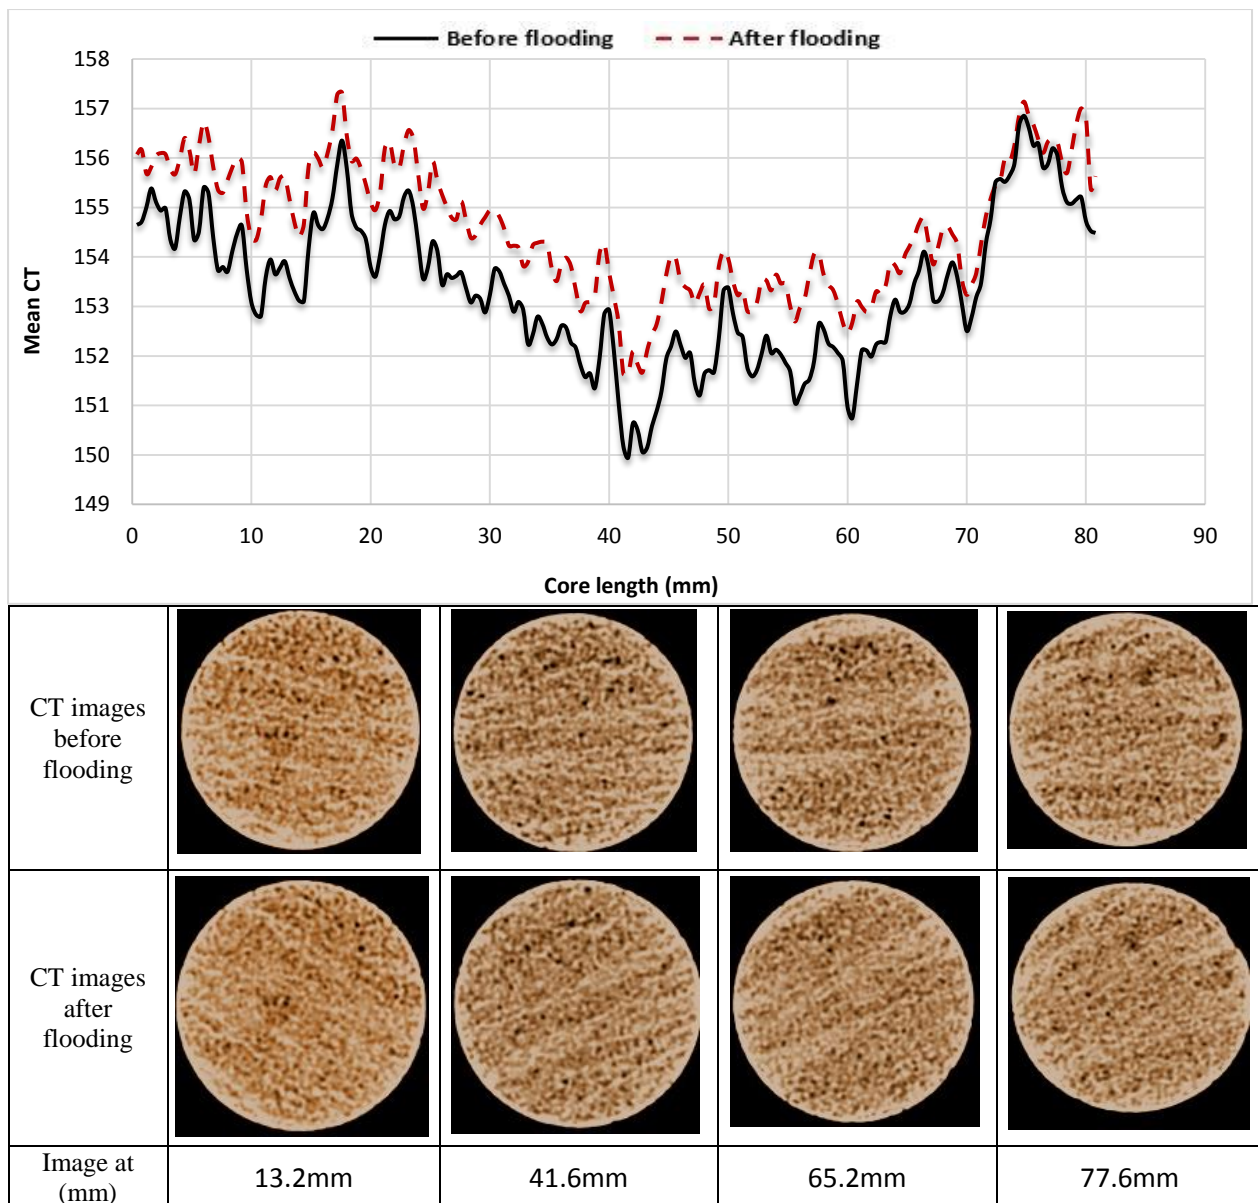 Before flooding After flooding
158
157
156
155
154
153
152
151
150
149
Mean CT
0 10 20 30 40 50 60 70 80 90
Core length (mm)
CT images
before
flooding
CT images
after
flooding
Image at
(mm)
13.2mm 41.6mm 65.2mm 77.6mm